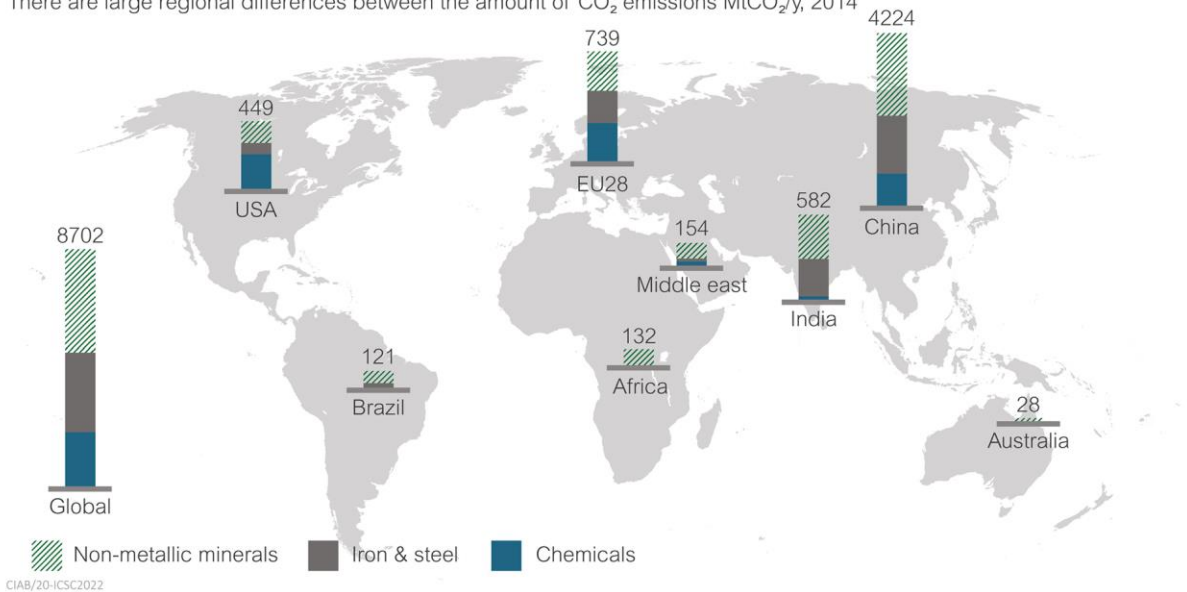 There are large regional differences between the amount of CO₂ emissions MtCO₂/y, 2014
4224
739
449
582
EU28
USA
China
8702
154
Middle east
India
132
121
Africa
Brazil
28
Australia
Global
Non-metallic minerals Iron & steel Chemicals
CIAB/20-ICSC2022